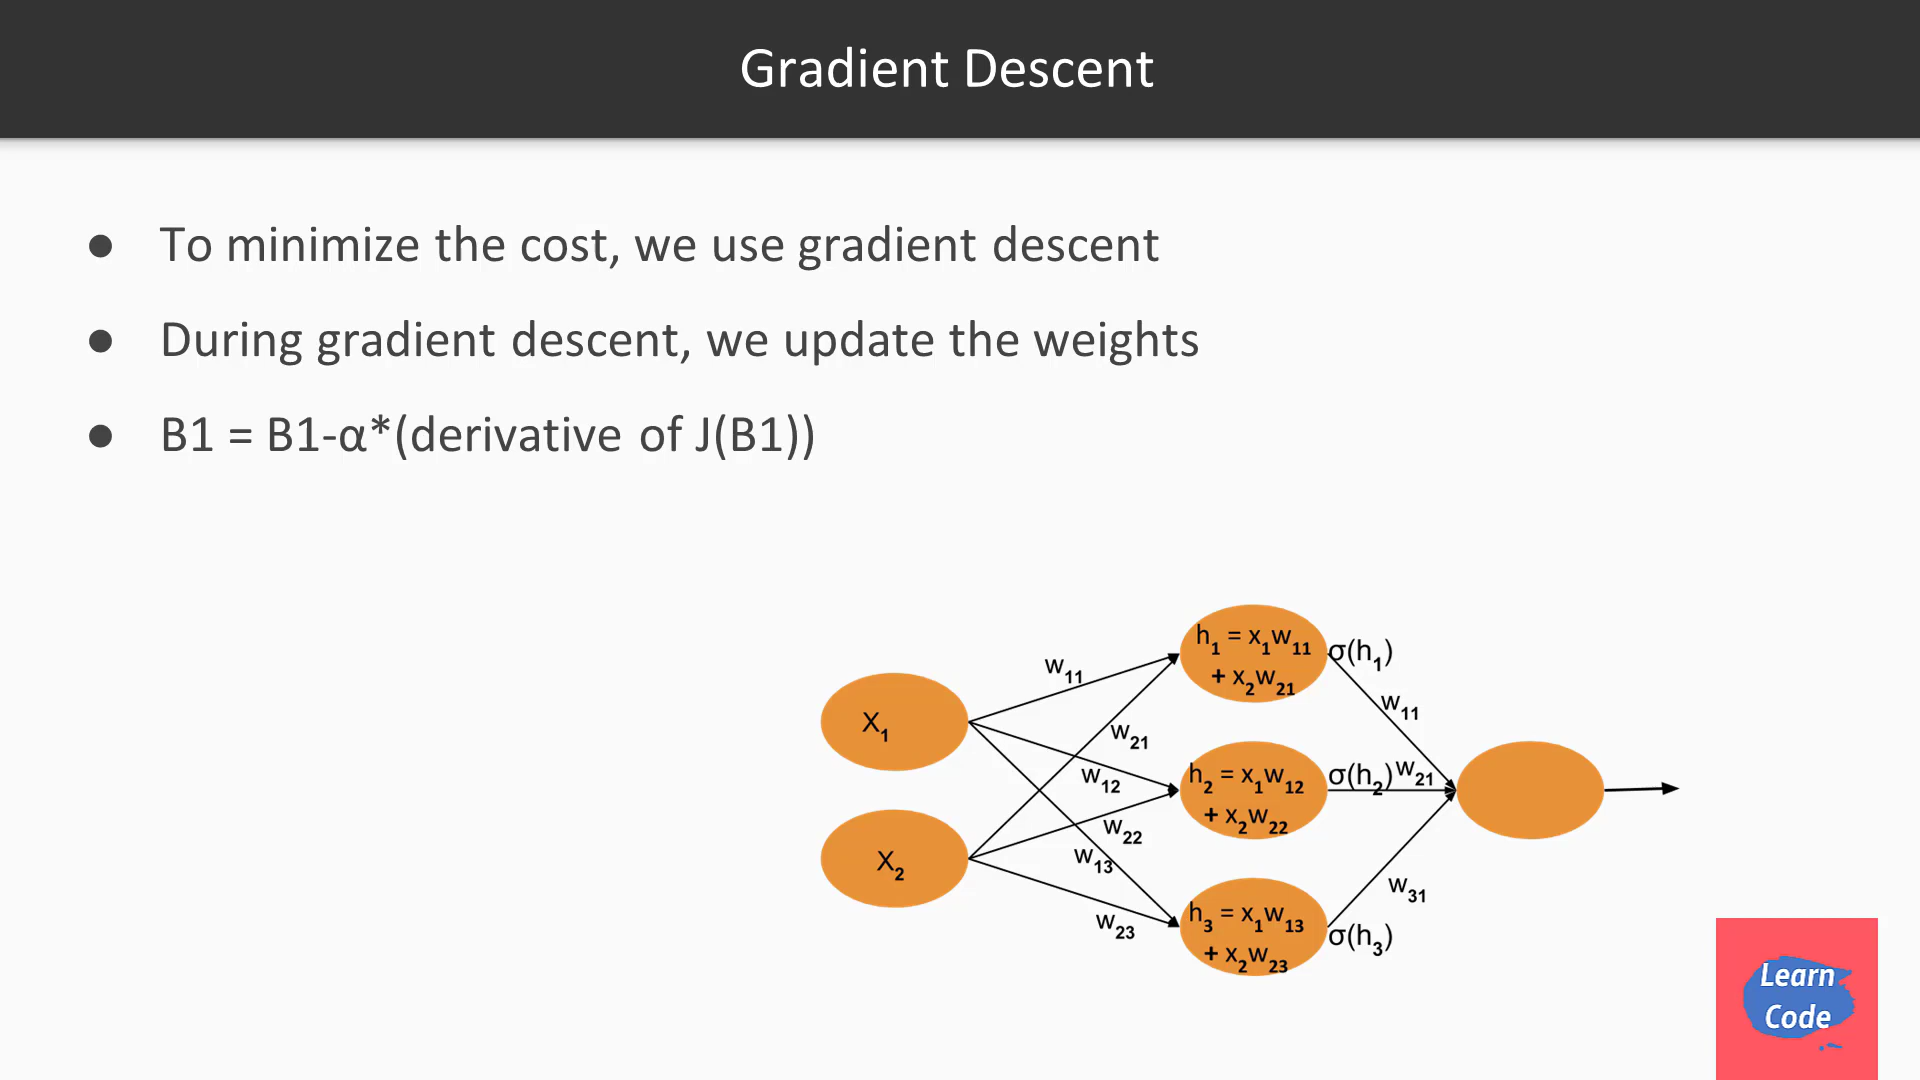 Gradient Descent
● To minimize the cost, we use gradient descent
● During gradient descent, we update the weights
● B1 = B1-α*(derivative of J(B1))
h₁ = x₁w₁₁
+ x₂w₂₁
σ(h₁)
w₁₁
w₁₁
X₁
w₂₁
w₁₂
h₂ = x₁w₁₂
+ x₂w₂₂
σ(h₂)
w₂₁
w₂₂
w₁₃
X₂
w₂₃
h₃ = x₁w₁₃
+ x₂w₂₃
w₃₁
σ(h₃)
Learn
Code